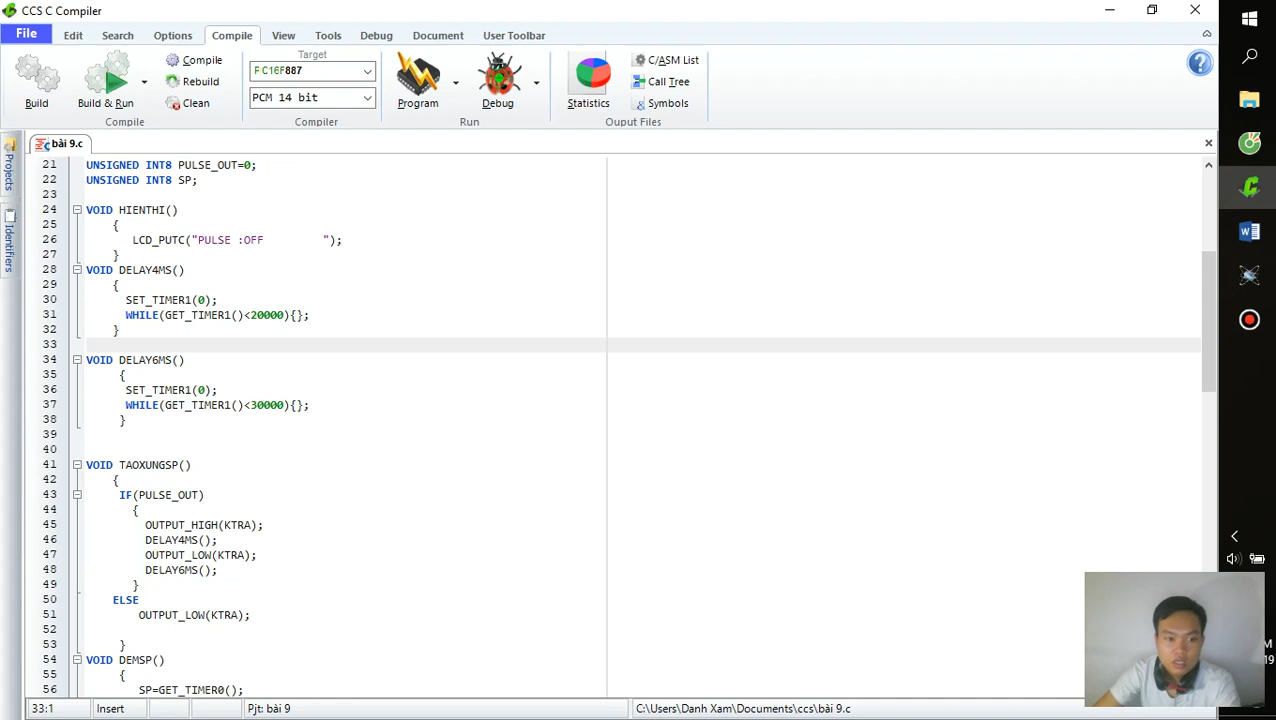 CCS C Compiler
File Edit Search Options Compile View Tools Debug Document User Toolbar
Build
Build & Run
Compile
Rebuild
Clean
Compile
Target
PIC16F887
PCM 14 bit
Compiler
Program
Debug
Run
Statistics
C/ASM List
Call Tree
Symbols
Ouput Files
Projects
Identifiers
bài 9.c
21 UNSIGNED INT8 PULSE_OUT=0;
22 UNSIGNED INT8 SP;
23
24 VOID HIENTHI()
25 {
26 LCD_PUTC("PULSE :OFF         ");
27 }
28 VOID DELAY4MS()
29 {
30 SET_TIMER1(0);
31 WHILE(GET_TIMER1()<20000){};
32 }
33
34 VOID DELAY6MS()
35 {
36 SET_TIMER1(0);
37 WHILE(GET_TIMER1()<30000){};
38 }
39
40
41 VOID TAOXUNGSP()
42 {
43 IF(PULSE_OUT)
44 {
45 OUTPUT_HIGH(KTRA);
46 DELAY4MS();
47 OUTPUT_LOW(KTRA);
48 DELAY6MS();
49 }
50 ELSE
51 OUTPUT_LOW(KTRA);
52
53 }
54 VOID DEMSP()
55 {
56 SP=GET_TIMER0();
33:1 Insert Pjt: bài 9 C:\Users\Danh Xam\Documents\ccs\bài 9.c